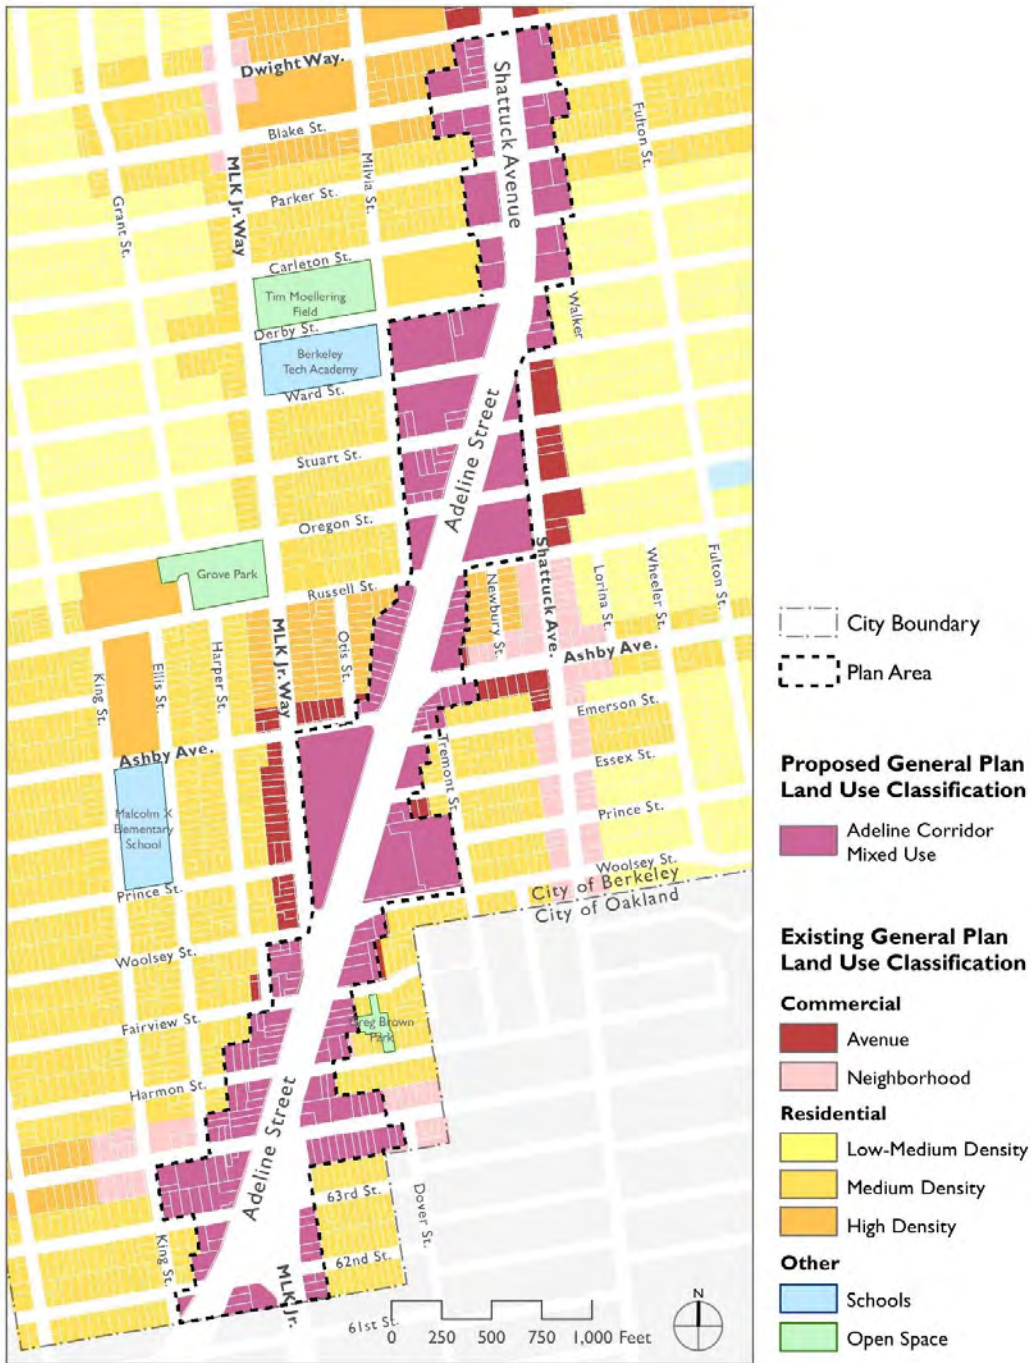 Dwight Way.
Shattuck Avenue
Fulton St.
Blake St.
Milvia St.
MLK Jr. Way
Parker St.
Grant St.
Carleton St.
Tim Moellering
Field
Walker
Derby St.
Berkeley
Tech Academy
Ward St.
Adeline Street
Stuart St.
Oregon St.
Shattuck Ave.
Fulton St.
Wheeler St.
Lorina St.
Newbury St.
Grove Park
Russell St.
MLK Jr. Way
Otis St.
Harper St.
Ellis St.
King St.
Ashby Ave.
Emerson St.
Ashby Ave.
Tremont St.
Essex St.
Malcolm X
Elementary
School
Prince St.
Woolsey St.
Prince St.
City of Berkeley
City of Oakland
Woolsey St.
Fairview St.
Greg Brown
Park
Harmon St.
Adeline Street
63rd St.
Dover St.
King St.
62nd St.
MLK Jr.
61st St.
0 250 500 750 1,000 Feet
N
City Boundary
Plan Area
Proposed General Plan
Land Use Classification
Adeline Corridor
Mixed Use
Existing General Plan
Land Use Classification
Commercial
Avenue
Neighborhood
Residential
Low-Medium Density
Medium Density
High Density
Other
Schools
Open Space